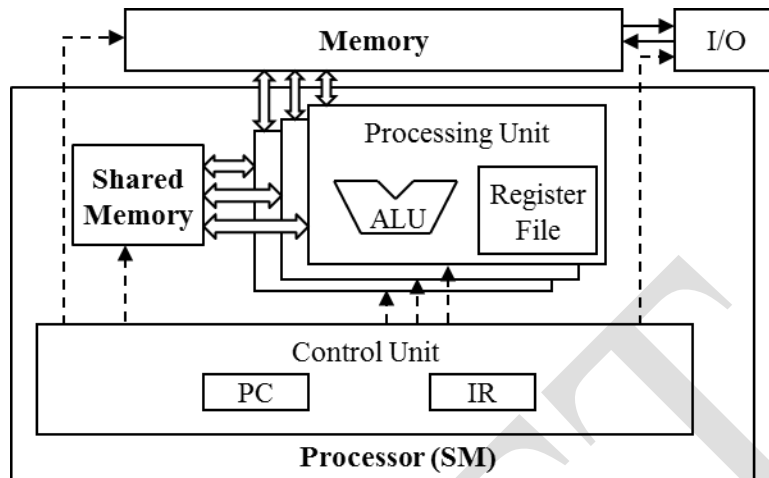 Memory
I/O
Processing Unit
Shared
Memory
ALU
Register
File
Control Unit
PC
IR
Processor (SM)